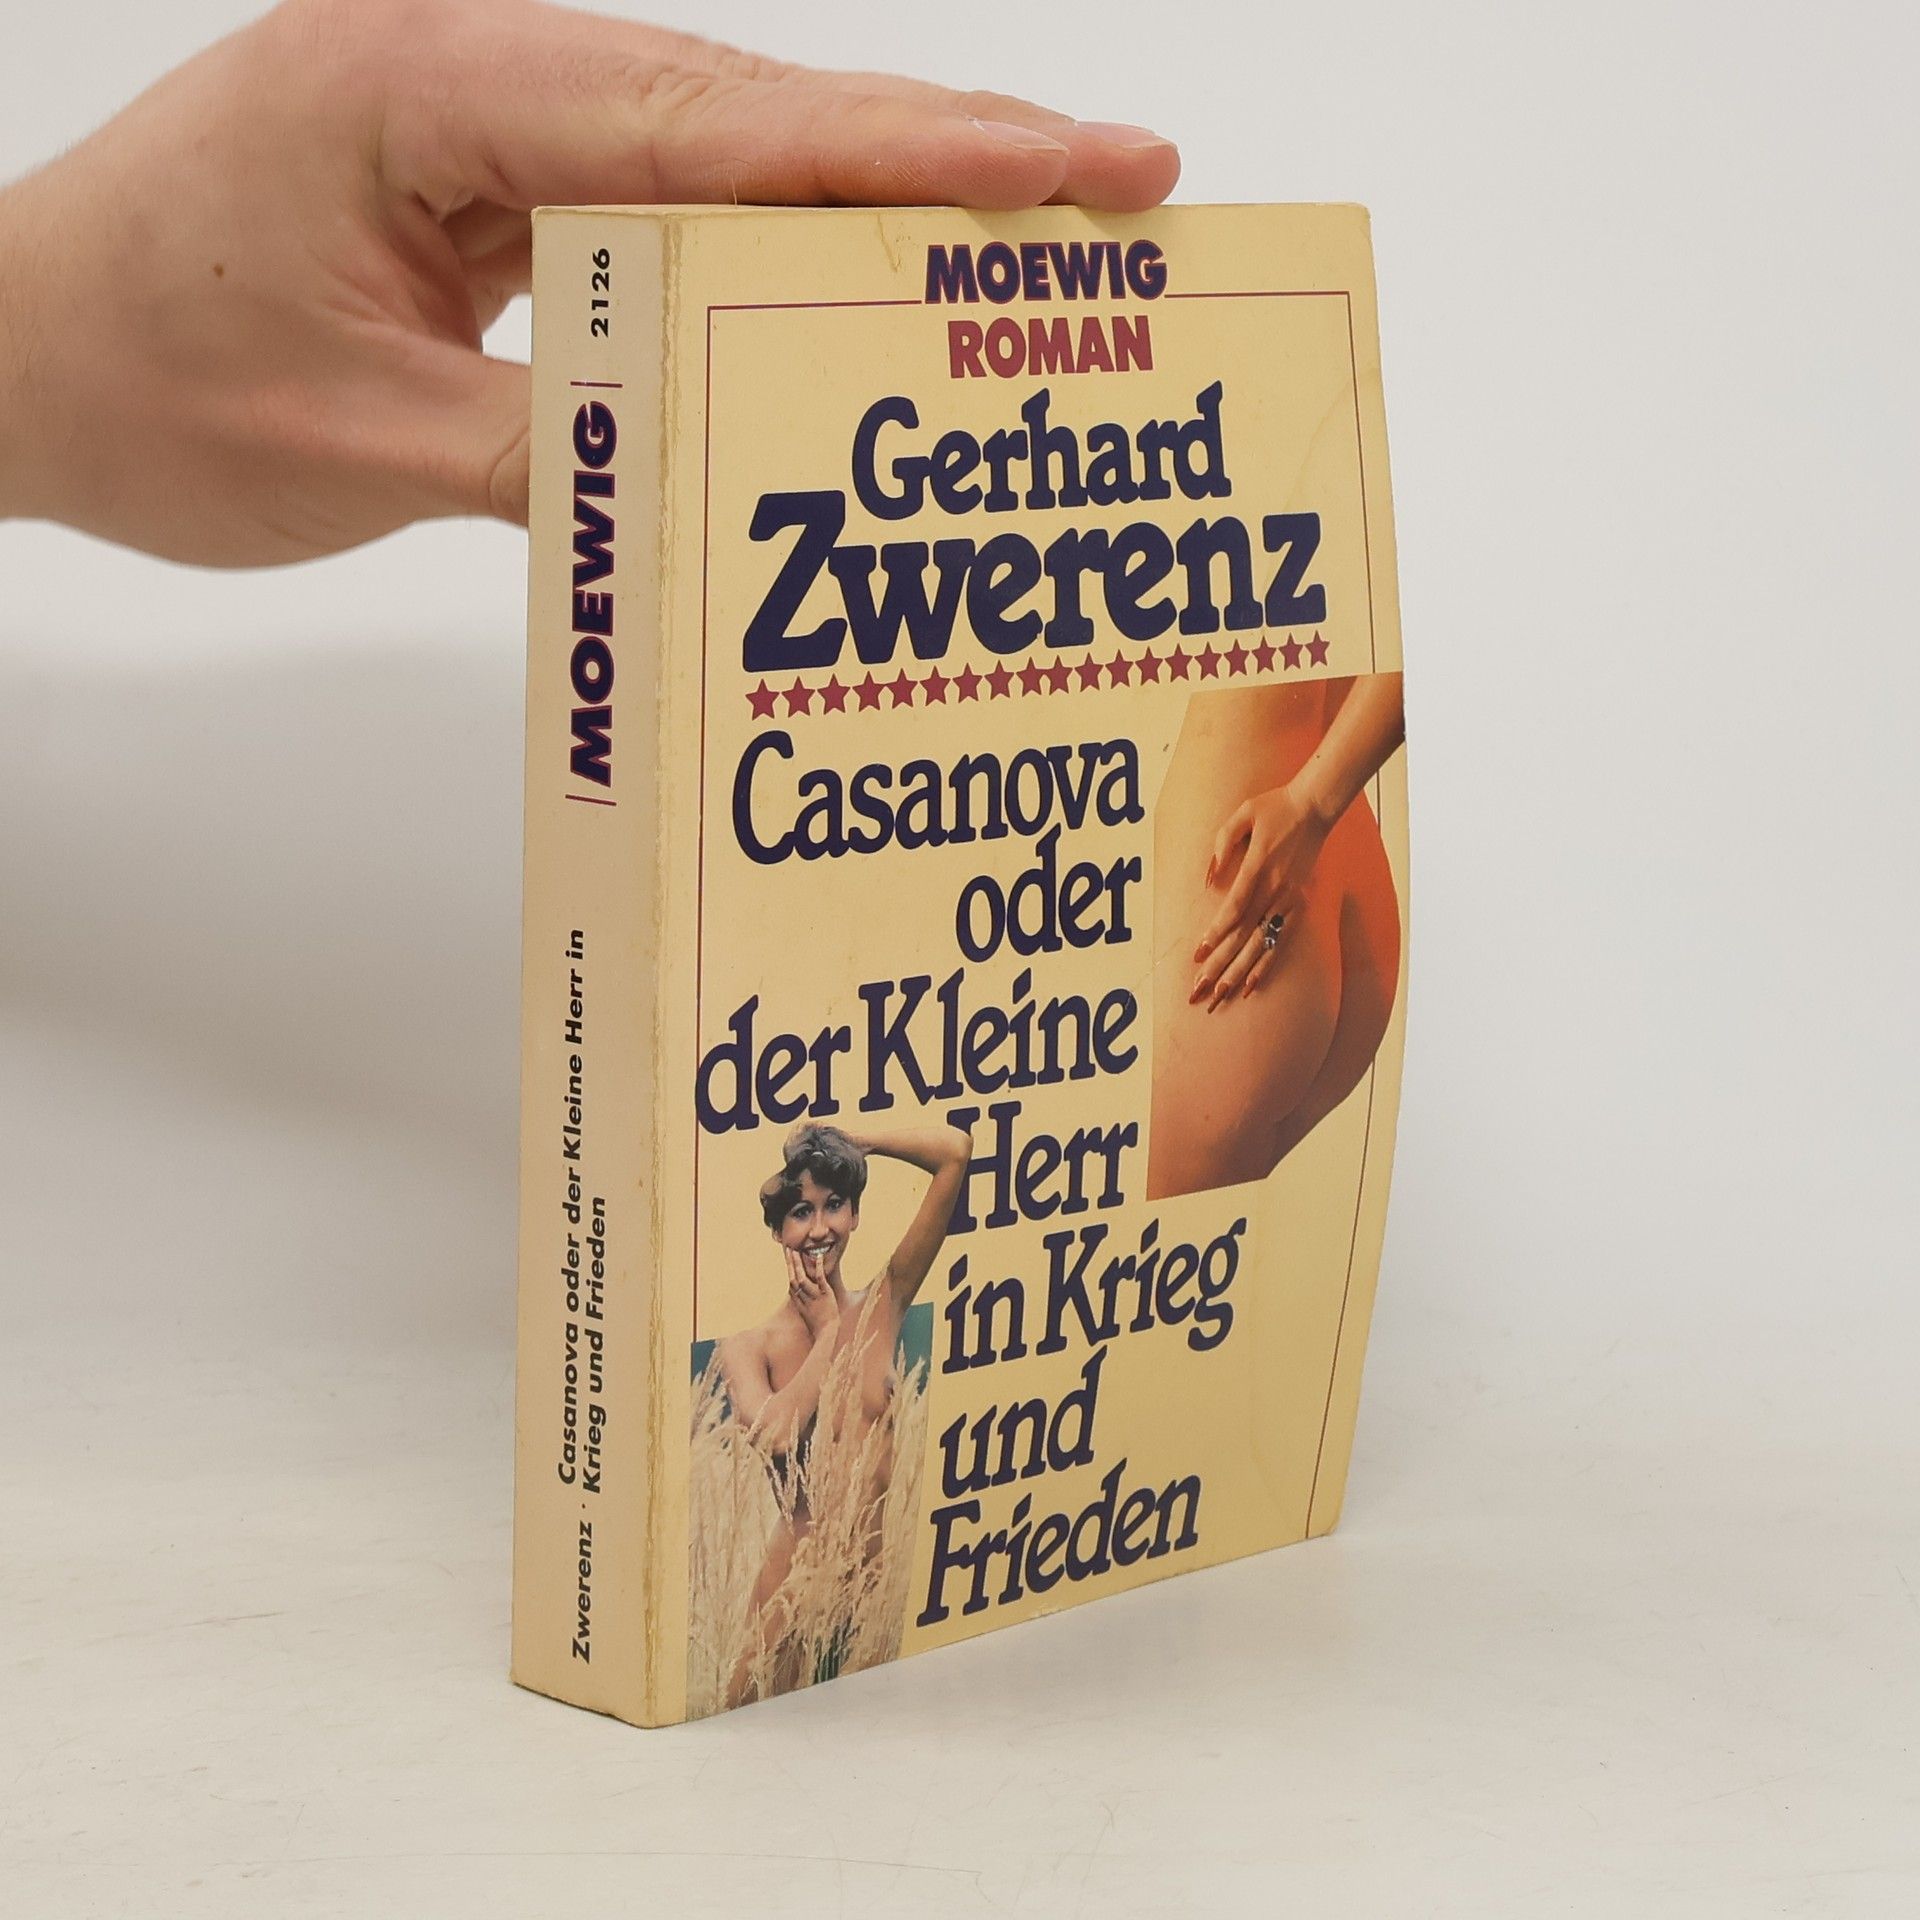 MOEWIG
ROMAN
Gerhard
Zwerenz
Casanova
oder
der Kleine
Herr
in Krieg
und
Frieden
Zwerenz · Casanova oder der Kleine Herr in
Krieg und Frieden
MOEWIG
2126